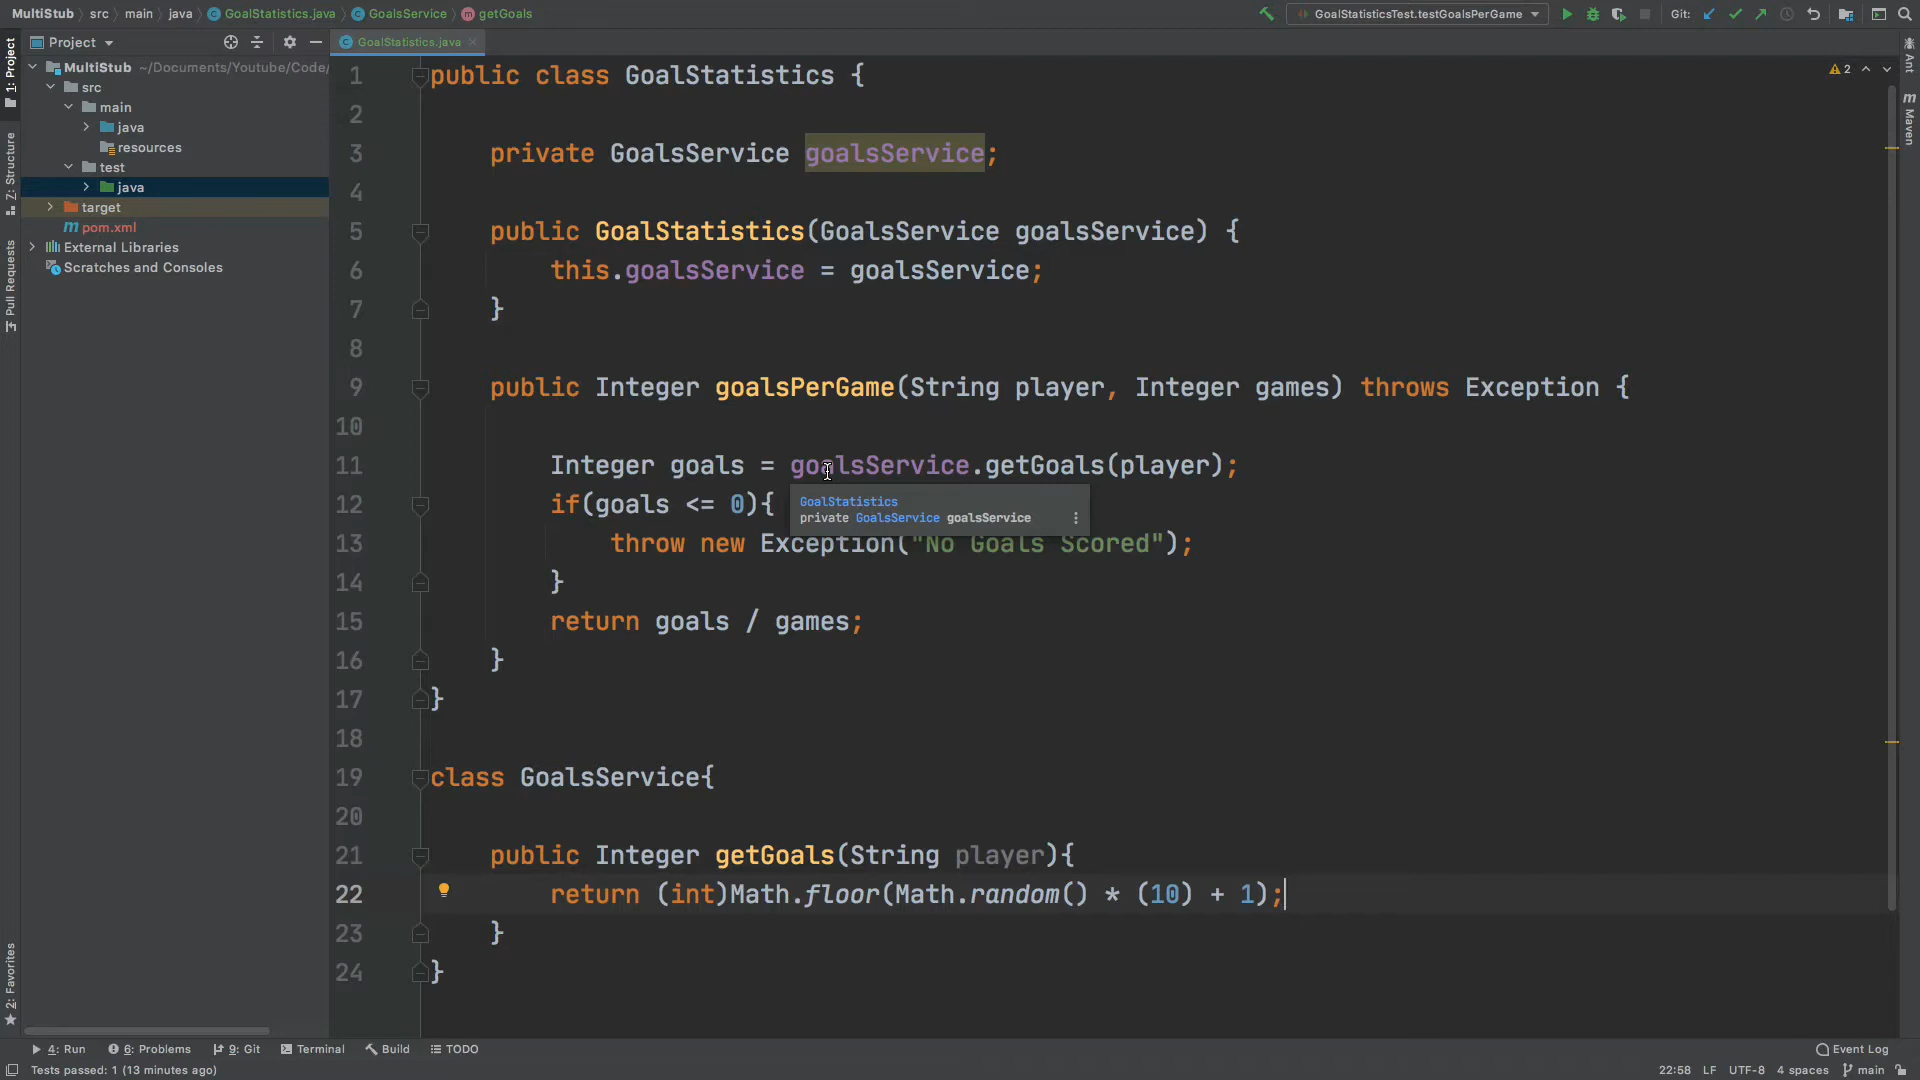 MultiStub src main java GoalStatistics.java GoalsService getGoals GoalStatisticsTest.testGoalsPerGame Git:
Project GoalStatistics.java
1: Project
Z: Structure
Pull Requests
2: Favorites
MultiStub ~/Documents/Youtube/Code/
src
main
java
resources
test
java
target
pom.xml
External Libraries
Scratches and Consoles
2
Ant
Maven
1 public class GoalStatistics {
2
3 private GoalsService goalsService;
4
5 public GoalStatistics(GoalsService goalsService) {
6 this.goalsService = goalsService;
7 }
8
9 public Integer goalsPerGame(String player, Integer games) throws Exception {
10
11 Integer goals = goalsService.getGoals(player);
12 if(goals <= 0){
GoalStatistics
private GoalsService goalsService
13 throw new Exception("No Goals Scored");
14 }
15 return goals / games;
16 }
17 }
18
19 class GoalsService{
20
21 public Integer getGoals(String player){
22 return (int)Math.floor(Math.random() * (10) + 1);
23 }
24 }
4: Run 6: Problems 9: Git Terminal Build TODO Event Log
Tests passed: 1 (13 minutes ago) 22:58 LF UTF-8 4 spaces main